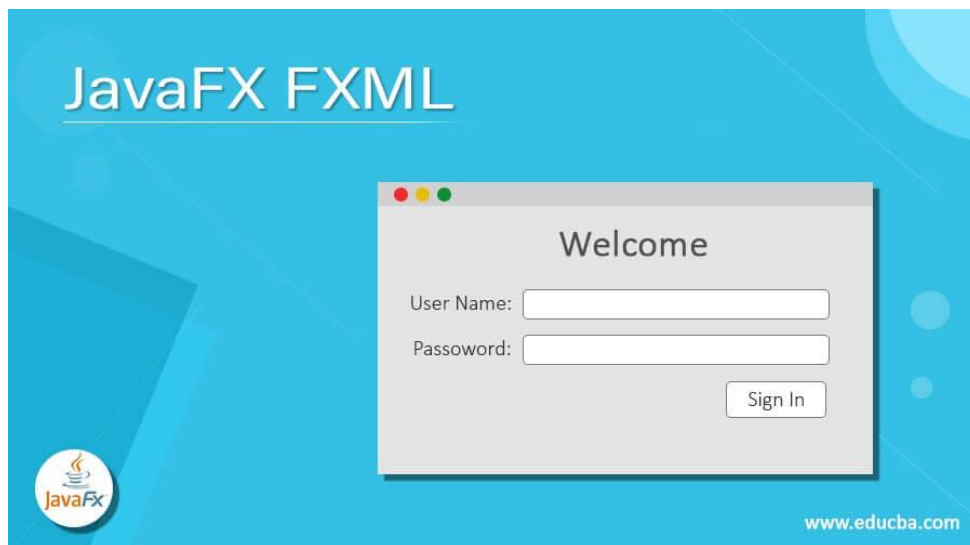 JavaFX FXML
Welcome
User Name:
Passoword:
Sign In
JavaFx
www.educba.com